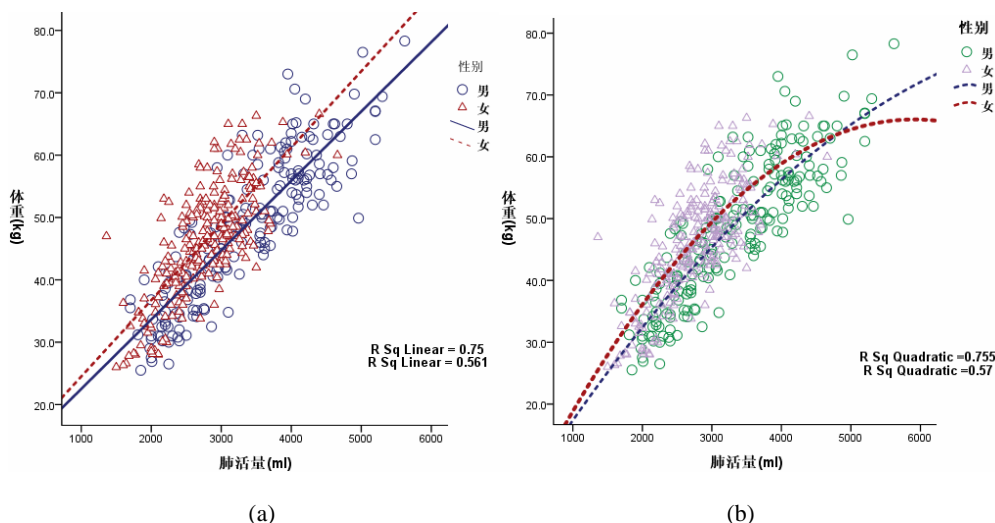 80.0
70.0
60.0
50.0
40.0
30.0
20.0
体重(kg)
1000 2000 3000 4000 5000 6000
肺活量(ml)
性别
男
女
男
女
R Sq Linear = 0.75
R Sq Linear = 0.561
(a)
80.0
70.0
60.0
50.0
40.0
30.0
20.0
体重(kg)
1000 2000 3000 4000 5000 6000
肺活量(ml)
性别
男
女
男
女
R Sq Quadratic =0.755
R Sq Quadratic =0.57
(b)